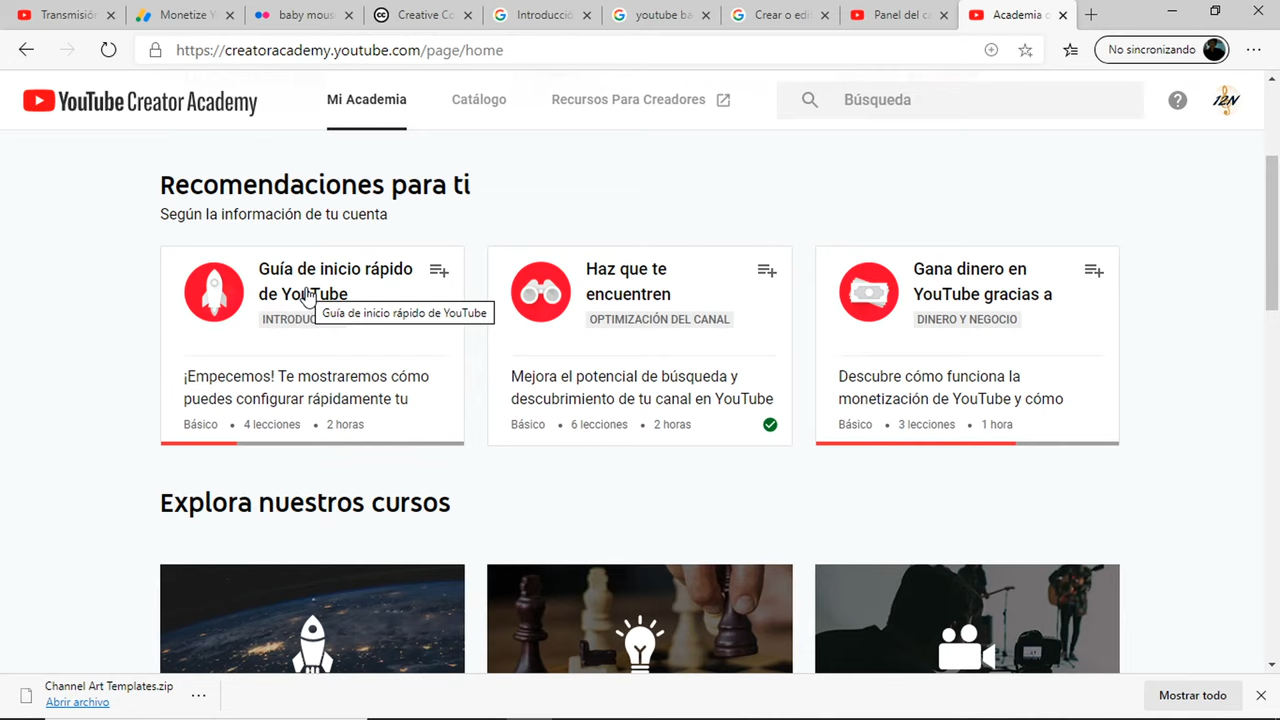 Transmisión
Monetize Y
baby mous
Creative Co
Introducció
youtube ba
Crear o edi
Panel del c
Academia c
https://creatoracademy.youtube.com/page/home
No sincronizando
YouTube Creator Academy
Mi Academia
Catálogo
Recursos Para Creadores
Búsqueda
12N
Recomendaciones para ti
Según la información de tu cuenta
Guía de inicio rápido
de YouTube
INTRODUC
Guía de inicio rápido de YouTube
¡Empecemos! Te mostraremos cómo
puedes configurar rápidamente tu
Básico • 4 lecciones • 2 horas
Haz que te
encuentren
OPTIMIZACIÓN DEL CANAL
Mejora el potencial de búsqueda y
descubrimiento de tu canal en YouTube
Básico • 6 lecciones • 2 horas
Gana dinero en
YouTube gracias a
DINERO Y NEGOCIO
Descubre cómo funciona la
monetización de YouTube y cómo
Básico • 3 lecciones • 1 hora
Explora nuestros cursos
Channel Art Templates.zip
Abrir archivo
Mostrar todo